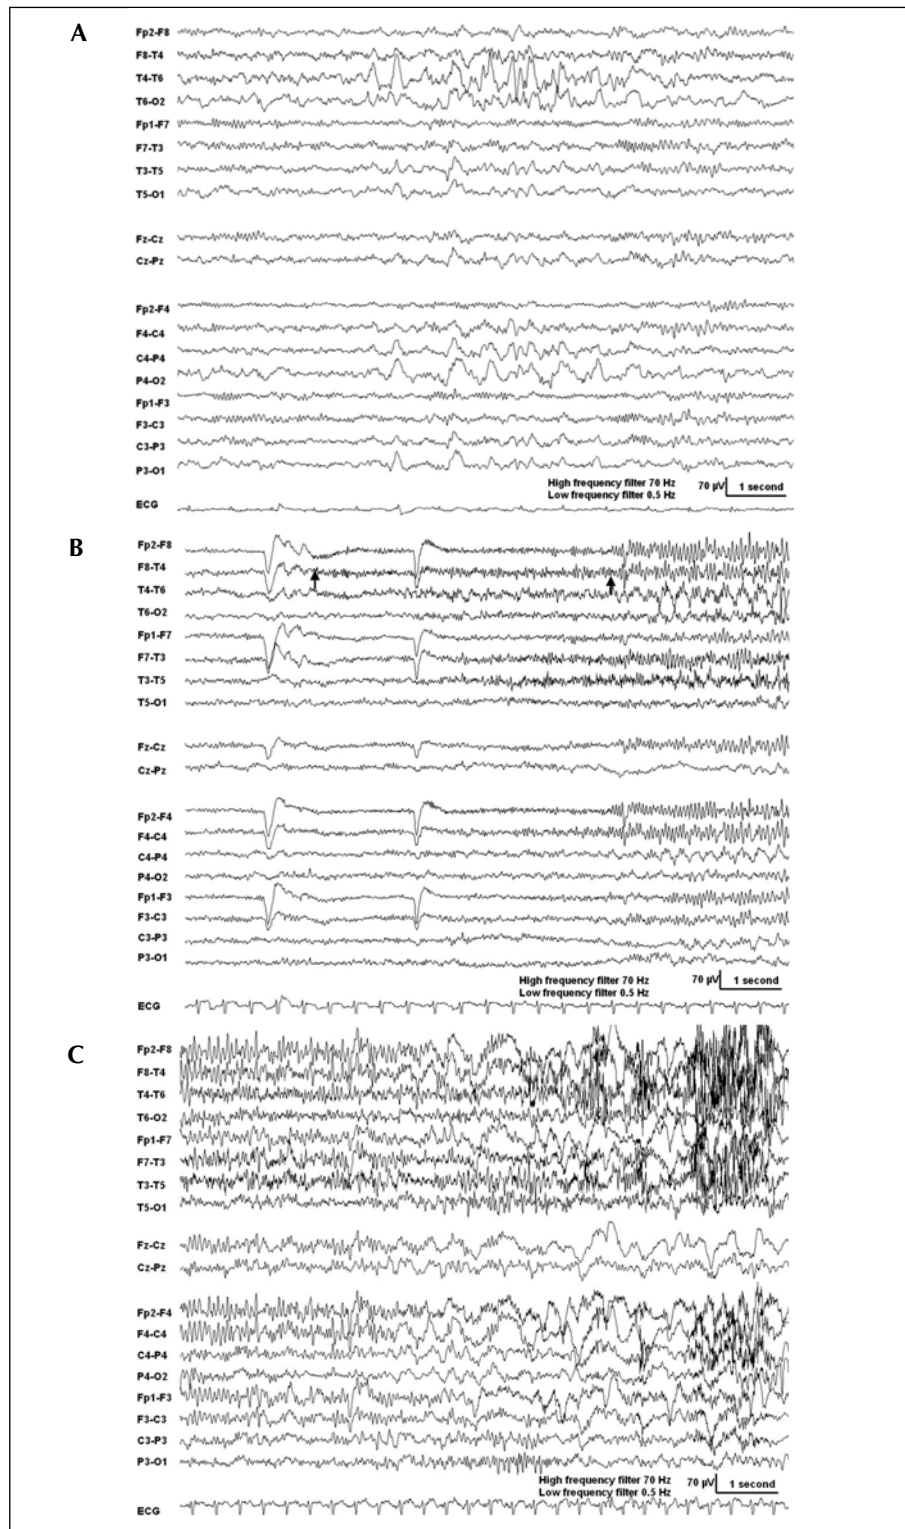 A
Fp2-F8
F8-T4
T4-T6
T6-O2
Fp1-F7
F7-T3
T3-T5
T5-O1
Fz-Cz
Cz-Pz
Fp2-F4
F4-C4
C4-P4
P4-O2
Fp1-F3
F3-C3
C3-P3
P3-O1
High frequency filter 70 Hz
Low frequency filter 0.5 Hz
70 µV 1 second
ECG
B
Fp2-F8
F8-T4
T4-T6
T6-O2
Fp1-F7
F7-T3
T3-T5
T5-O1
Fz-Cz
Cz-Pz
Fp2-F4
F4-C4
C4-P4
P4-O2
Fp1-F3
F3-C3
C3-P3
P3-O1
High frequency filter 70 Hz
Low frequency filter 0.5 Hz
70 µV 1 second
ECG
C
Fp2-F8
F8-T4
T4-T6
T6-O2
Fp1-F7
F7-T3
T3-T5
T5-O1
Fz-Cz
Cz-Pz
Fp2-F4
F4-C4
C4-P4
P4-O2
Fp1-F3
F3-C3
C3-P3
P3-O1
High frequency filter 70 Hz
Low frequency filter 0.5 Hz
70 µV 1 second
ECG